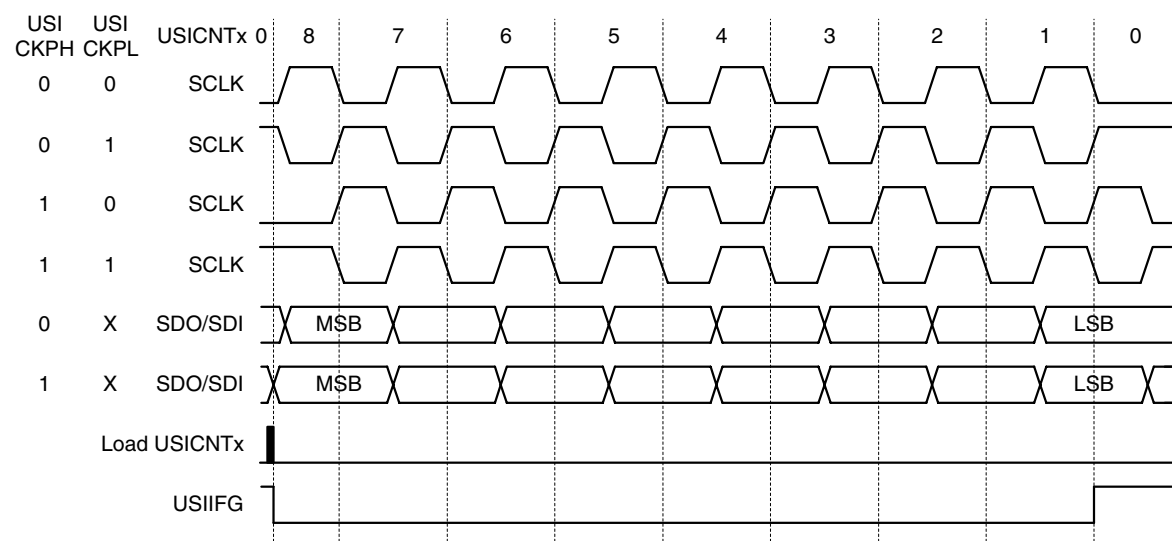 USI USI
CKPH CKPL USICNTx 0 8 7 6 5 4 3 2 1 0
0 0 SCLK
0 1 SCLK
1 0 SCLK
1 1 SCLK
0 X SDO/SDI MSB LSB
1 X SDO/SDI MSB LSB
Load USICNTx
USIIFG